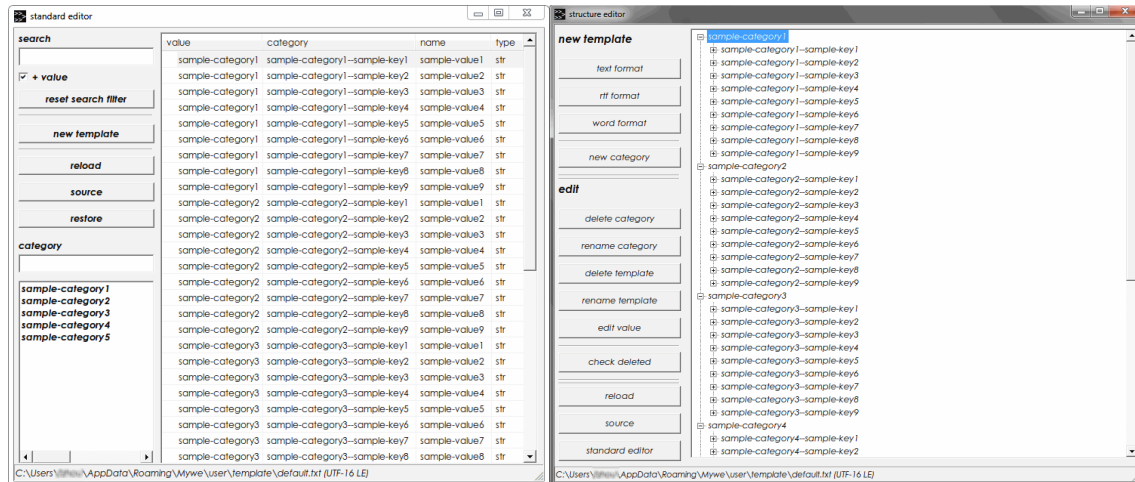 standard editor
search
+ value
reset search filter
new template
reload
source
restore
category
sample-category1
sample-category2
sample-category3
sample-category4
sample-category5
value category name type
sample-category1 sample-category1--sample-key1 sample-value1 str
sample-category1 sample-category1--sample-key2 sample-value2 str
sample-category1 sample-category1--sample-key3 sample-value3 str
sample-category1 sample-category1--sample-key4 sample-value4 str
sample-category1 sample-category1--sample-key5 sample-value5 str
sample-category1 sample-category1--sample-key6 sample-value6 str
sample-category1 sample-category1--sample-key7 sample-value7 str
sample-category1 sample-category1--sample-key8 sample-value8 str
sample-category1 sample-category1--sample-key9 sample-value9 str
sample-category2 sample-category2--sample-key1 sample-value1 str
sample-category2 sample-category2--sample-key2 sample-value2 str
sample-category2 sample-category2--sample-key3 sample-value3 str
sample-category2 sample-category2--sample-key4 sample-value4 str
sample-category2 sample-category2--sample-key5 sample-value5 str
sample-category2 sample-category2--sample-key6 sample-value6 str
sample-category2 sample-category2--sample-key7 sample-value7 str
sample-category2 sample-category2--sample-key8 sample-value8 str
sample-category2 sample-category2--sample-key9 sample-value9 str
sample-category3 sample-category3--sample-key1 sample-value1 str
sample-category3 sample-category3--sample-key2 sample-value2 str
sample-category3 sample-category3--sample-key3 sample-value3 str
sample-category3 sample-category3--sample-key4 sample-value4 str
sample-category3 sample-category3--sample-key5 sample-value5 str
sample-category3 sample-category3--sample-key6 sample-value6 str
sample-category3 sample-category3--sample-key7 sample-value7 str
sample-category3 sample-category3--sample-key8 sample-value8 str
C:\Users\ \AppData\Roaming\Mywe\user\template\default.txt (UTF-16 LE)
structure editor
new template
text format
rtf format
word format
new category
edit
delete category
rename category
delete template
rename template
edit value
check deleted
reload
source
standard editor
sample-category1
sample-category1--sample-key1
sample-category1--sample-key2
sample-category1--sample-key3
sample-category1--sample-key4
sample-category1--sample-key5
sample-category1--sample-key6
sample-category1--sample-key7
sample-category1--sample-key8
sample-category1--sample-key9
sample-category2
sample-category2--sample-key1
sample-category2--sample-key2
sample-category2--sample-key3
sample-category2--sample-key4
sample-category2--sample-key5
sample-category2--sample-key6
sample-category2--sample-key7
sample-category2--sample-key8
sample-category2--sample-key9
sample-category3
sample-category3--sample-key1
sample-category3--sample-key2
sample-category3--sample-key3
sample-category3--sample-key4
sample-category3--sample-key5
sample-category3--sample-key6
sample-category3--sample-key7
sample-category3--sample-key8
sample-category3--sample-key9
sample-category4
sample-category4--sample-key1
sample-category4--sample-key2
C:\Users\ \AppData\Roaming\Mywe\user\template\default.txt (UTF-16 LE)